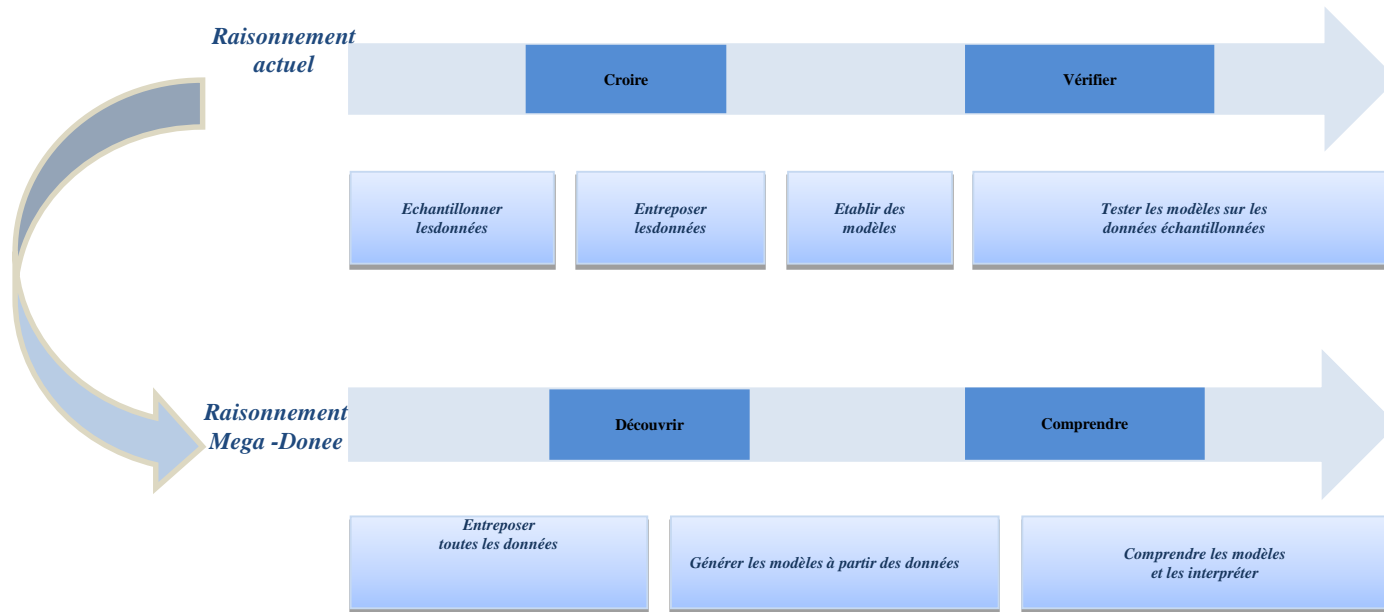 Raisonnement
actuel
Croire
Vérifier
Echantillonner
lesdonnées
Entreposer
lesdonnées
Etablir des
modèles
Tester les modèles sur les
données échantillonnées
Raisonnement
Mega -Donee
Découvrir
Comprendre
Entreposer
toutes les données
Générer les modèles à partir des données
Comprendre les modèles
et les interpréter